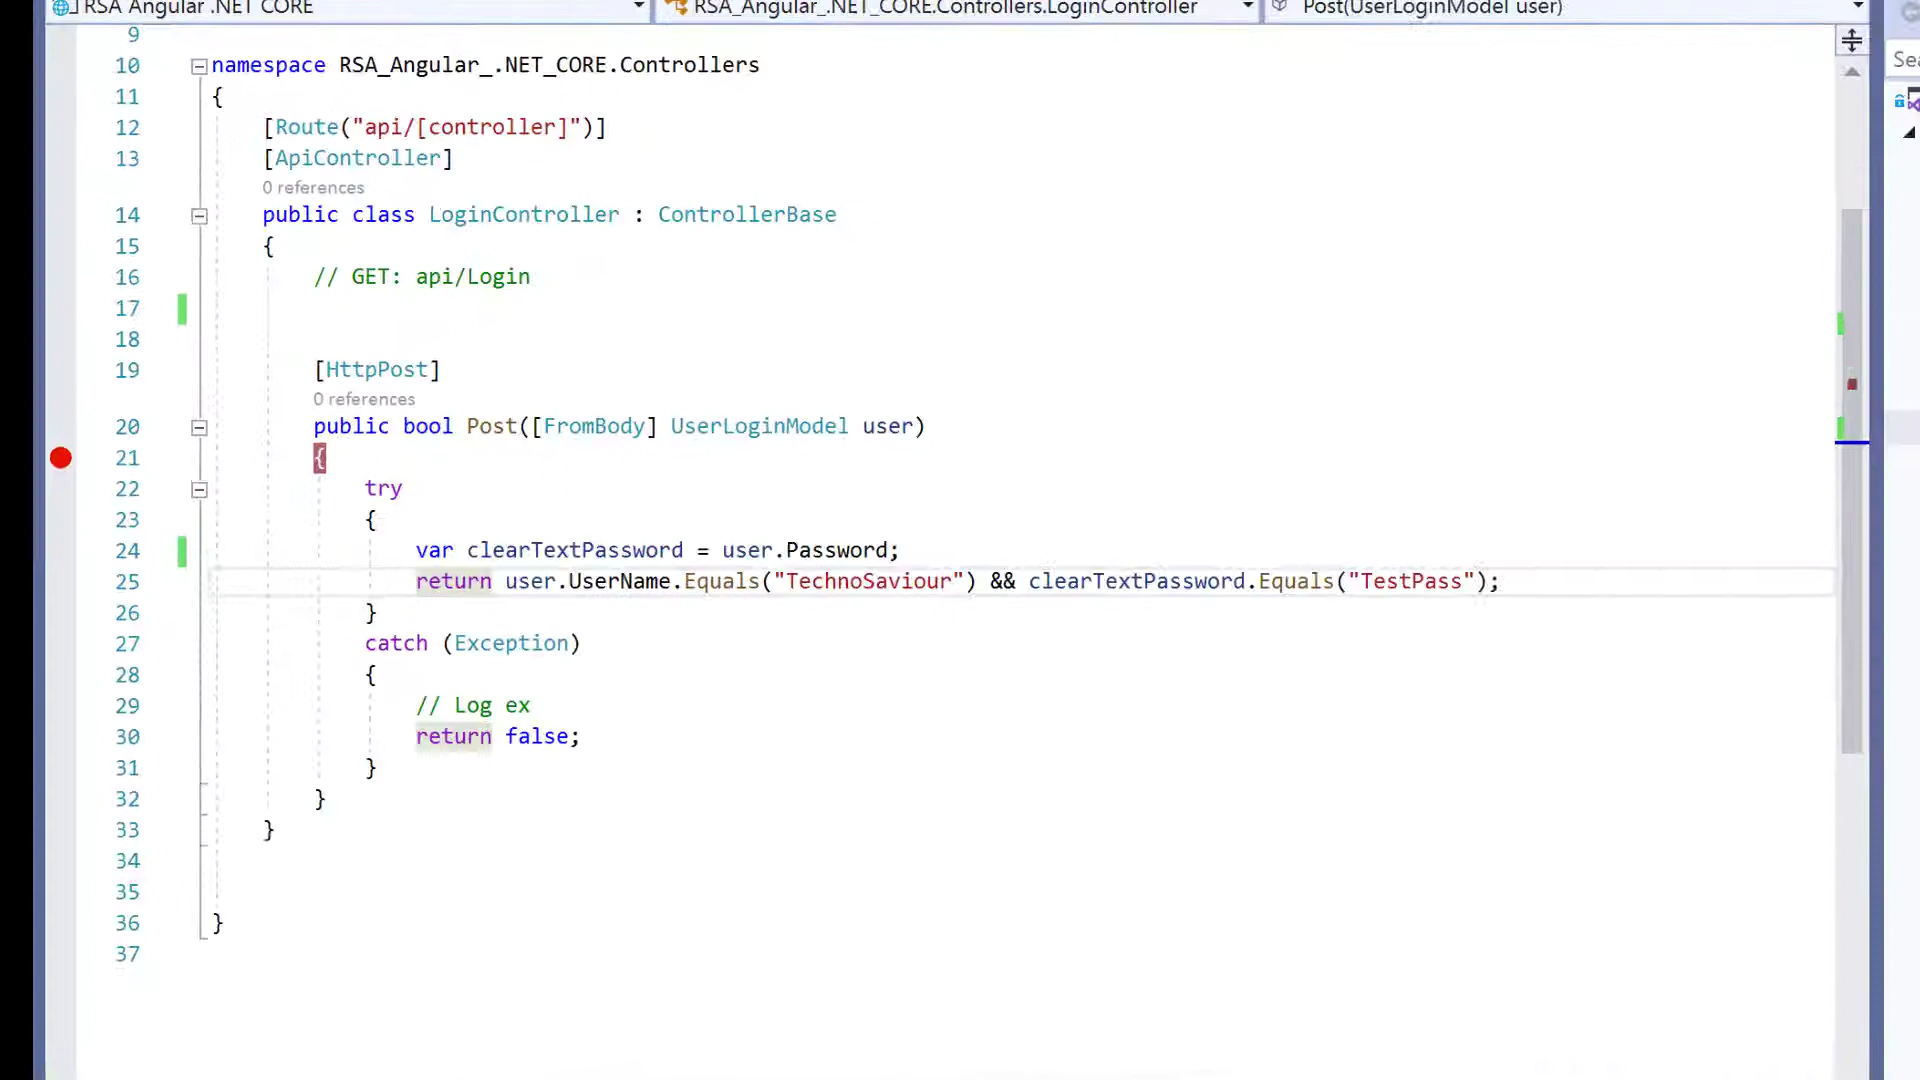 RSA Angular .NET CORE RSA_Angular_.NET_CORE.Controllers.LoginController Post(UserLoginModel user)
9
10 namespace RSA_Angular_.NET_CORE.Controllers
11 {
12 [Route("api/[controller]")]
13 [ApiController]
0 references
14 public class LoginController : ControllerBase
15 {
16 // GET: api/Login
17
18
19 [HttpPost]
0 references
20 public bool Post([FromBody] UserLoginModel user)
21 {
22 try
23 {
24 var clearTextPassword = user.Password;
25 return user.UserName.Equals("TechnoSaviour") && clearTextPassword.Equals("TestPass");
26 }
27 catch (Exception)
28 {
29 // Log ex
30 return false;
31 }
32 }
33 }
34
35
36 }
37